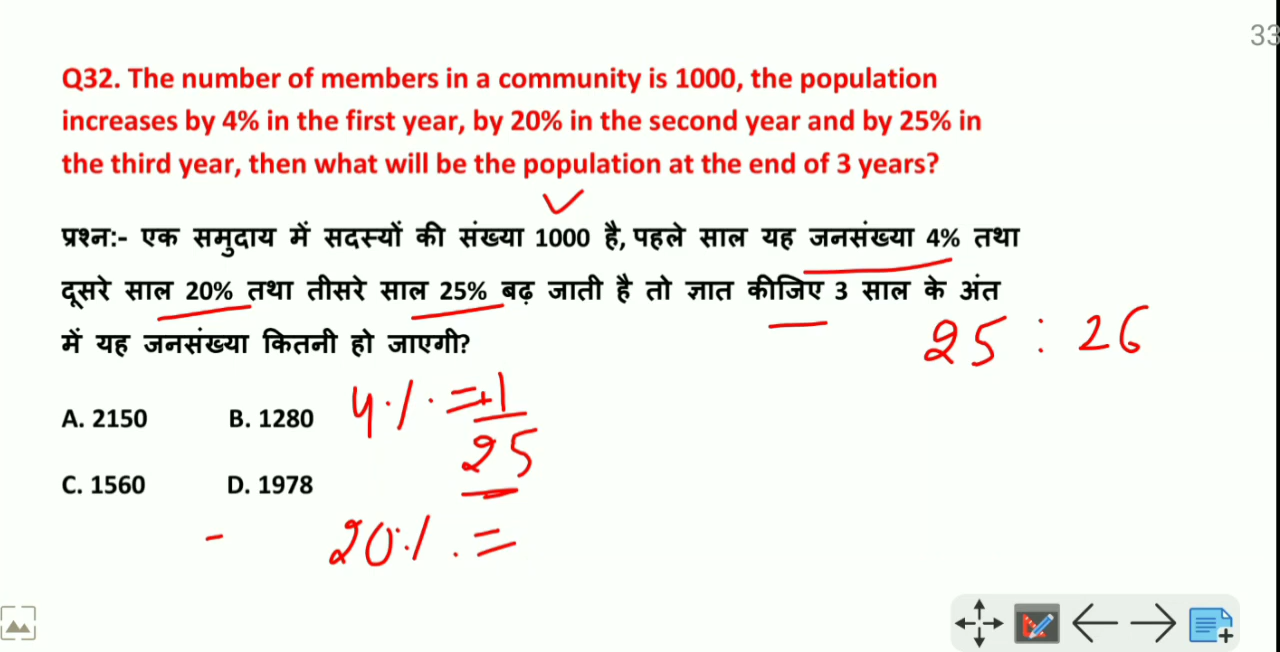 33
Q32. The number of members in a community is 1000, the population
increases by 4% in the first year, by 20% in the second year and by 25% in
the third year, then what will be the population at the end of 3 years?
प्रश्न:- एक समुदाय में सदस्यों की संख्या 1000 है, पहले साल यह जनसंख्या 4% तथा
दूसरे साल 20% तथा तीसरे साल 25% बढ़ जाती है तो ज्ञात कीजिए 3 साल के अंत
में यह जनसंख्या कितनी हो जाएगी?
25 : 26
A. 2150 B. 1280
4% = +1/25
C. 1560 D. 1978
- 20% =